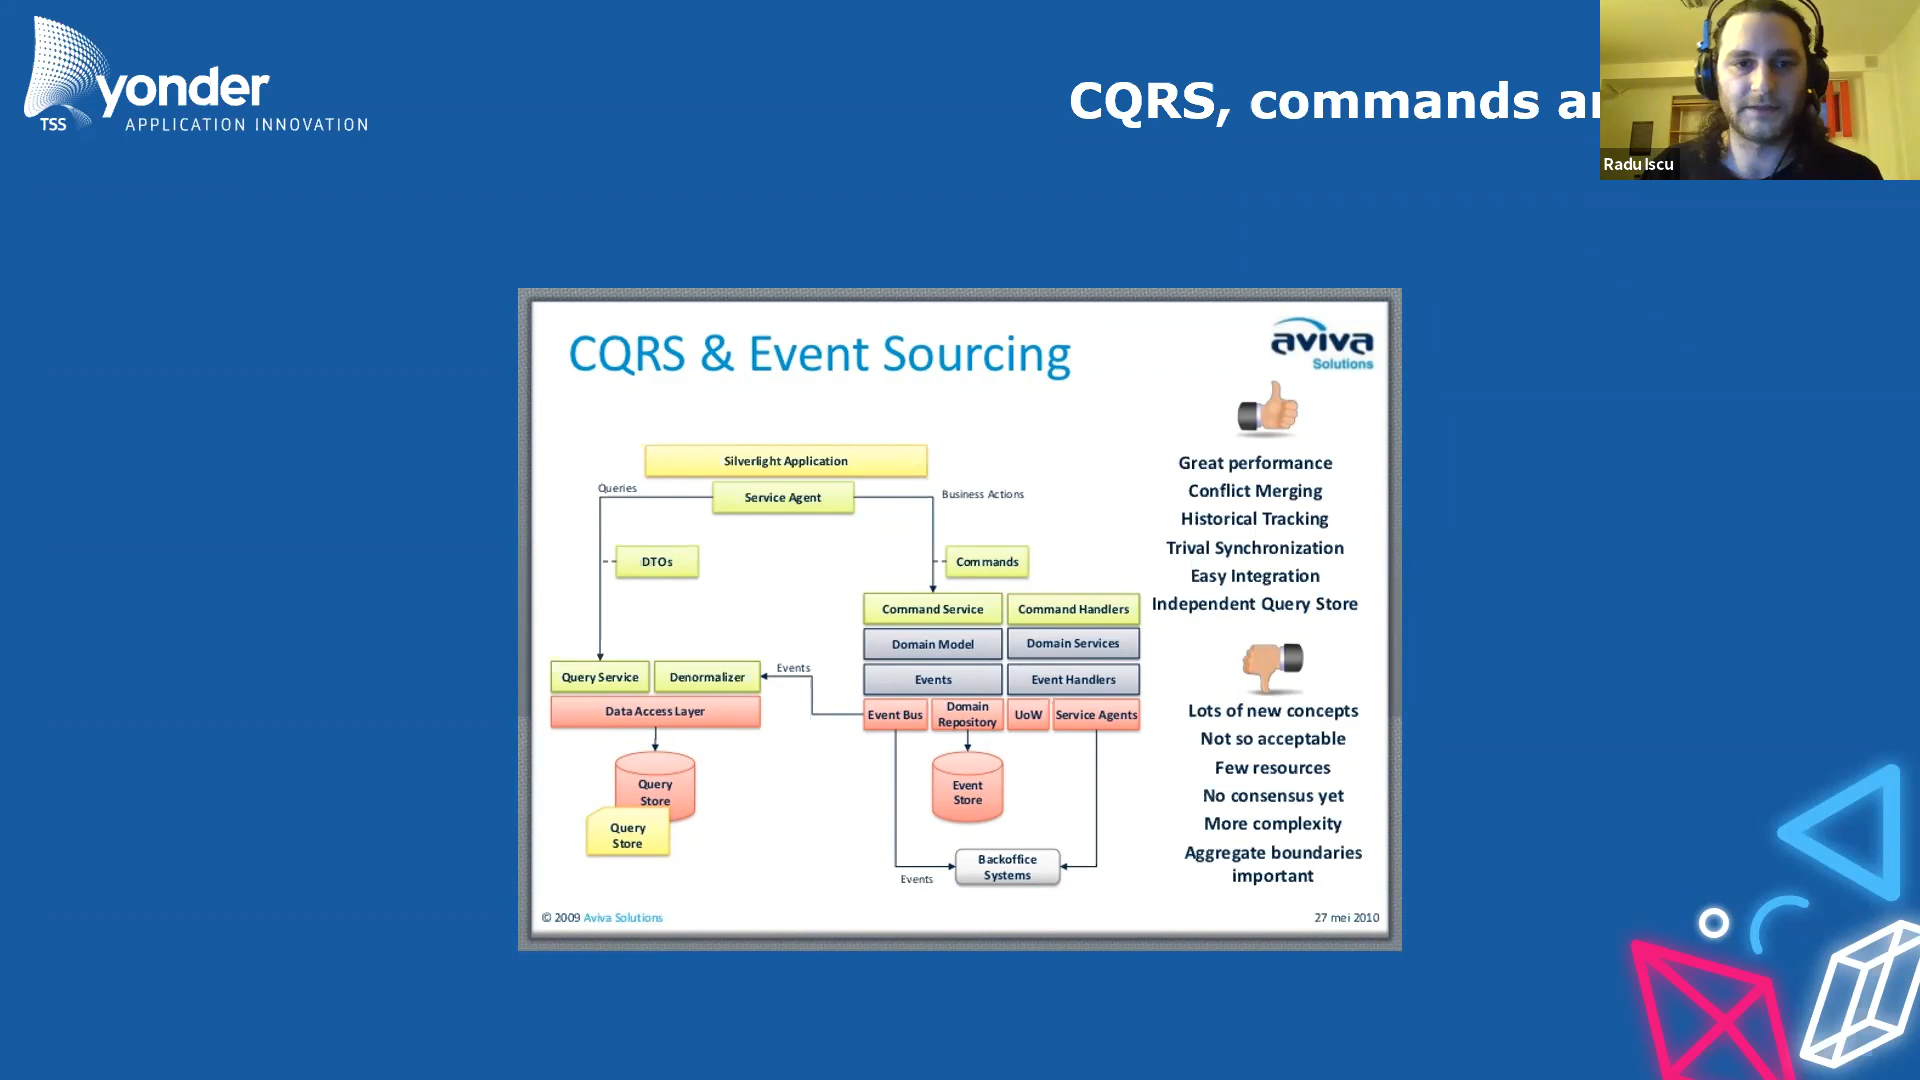 yonder
TSS
APPLICATION INNOVATION
CQRS, commands
Radu Iscu
CQRS & Event Sourcing
aviva
Solutions
Silverlight Application
Queries
Service Agent
Business Actions
DTOs
Commands
Command Service
Command Handlers
Domain Model
Domain Services
Events
Event Handlers
Query Service
Denormalizer
Events
Data Access Layer
Event Bus
Domain
Repository
UoW
Service Agents
Query
Store
Query
Store
Event
Store
Backoffice
Systems
Events
Great performance
Conflict Merging
Historical Tracking
Trival Synchronization
Easy Integration
Independent Query Store
Lots of new concepts
Not so acceptable
Few resources
No consensus yet
More complexity
Aggregate boundaries
important
© 2009 Aviva Solutions
27 mei 2010